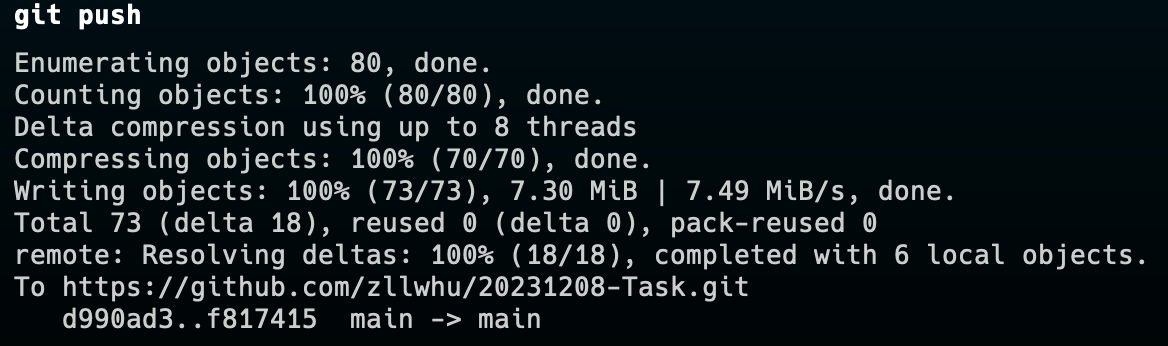 git push
Enumerating objects: 80, done.
Counting objects: 100% (80/80), done.
Delta compression using up to 8 threads
Compressing objects: 100% (70/70), done.
Writing objects: 100% (73/73), 7.30 MiB | 7.49 MiB/s, done.
Total 73 (delta 18), reused 0 (delta 0), pack-reused 0
remote: Resolving deltas: 100% (18/18), completed with 6 local objects.
To https://github.com/zllwhu/20231208-Task.git
   d990ad3..f817415  main -> main